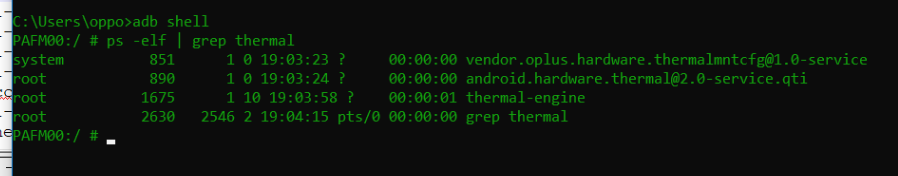 C:\Users\oppo>adb shell
PAFM00:/ # ps -elf | grep thermal
system 851 1 0 19:03:23 ? 00:00:00 vendor.oplus.hardware.thermalmntcfg@1.0-service
root 890 1 0 19:03:24 ? 00:00:00 android.hardware.thermal@2.0-service.qti
root 1675 1 10 19:03:58 ? 00:00:01 thermal-engine
root 2630 2546 2 19:04:15 pts/0 00:00:00 grep thermal
PAFM00:/ #